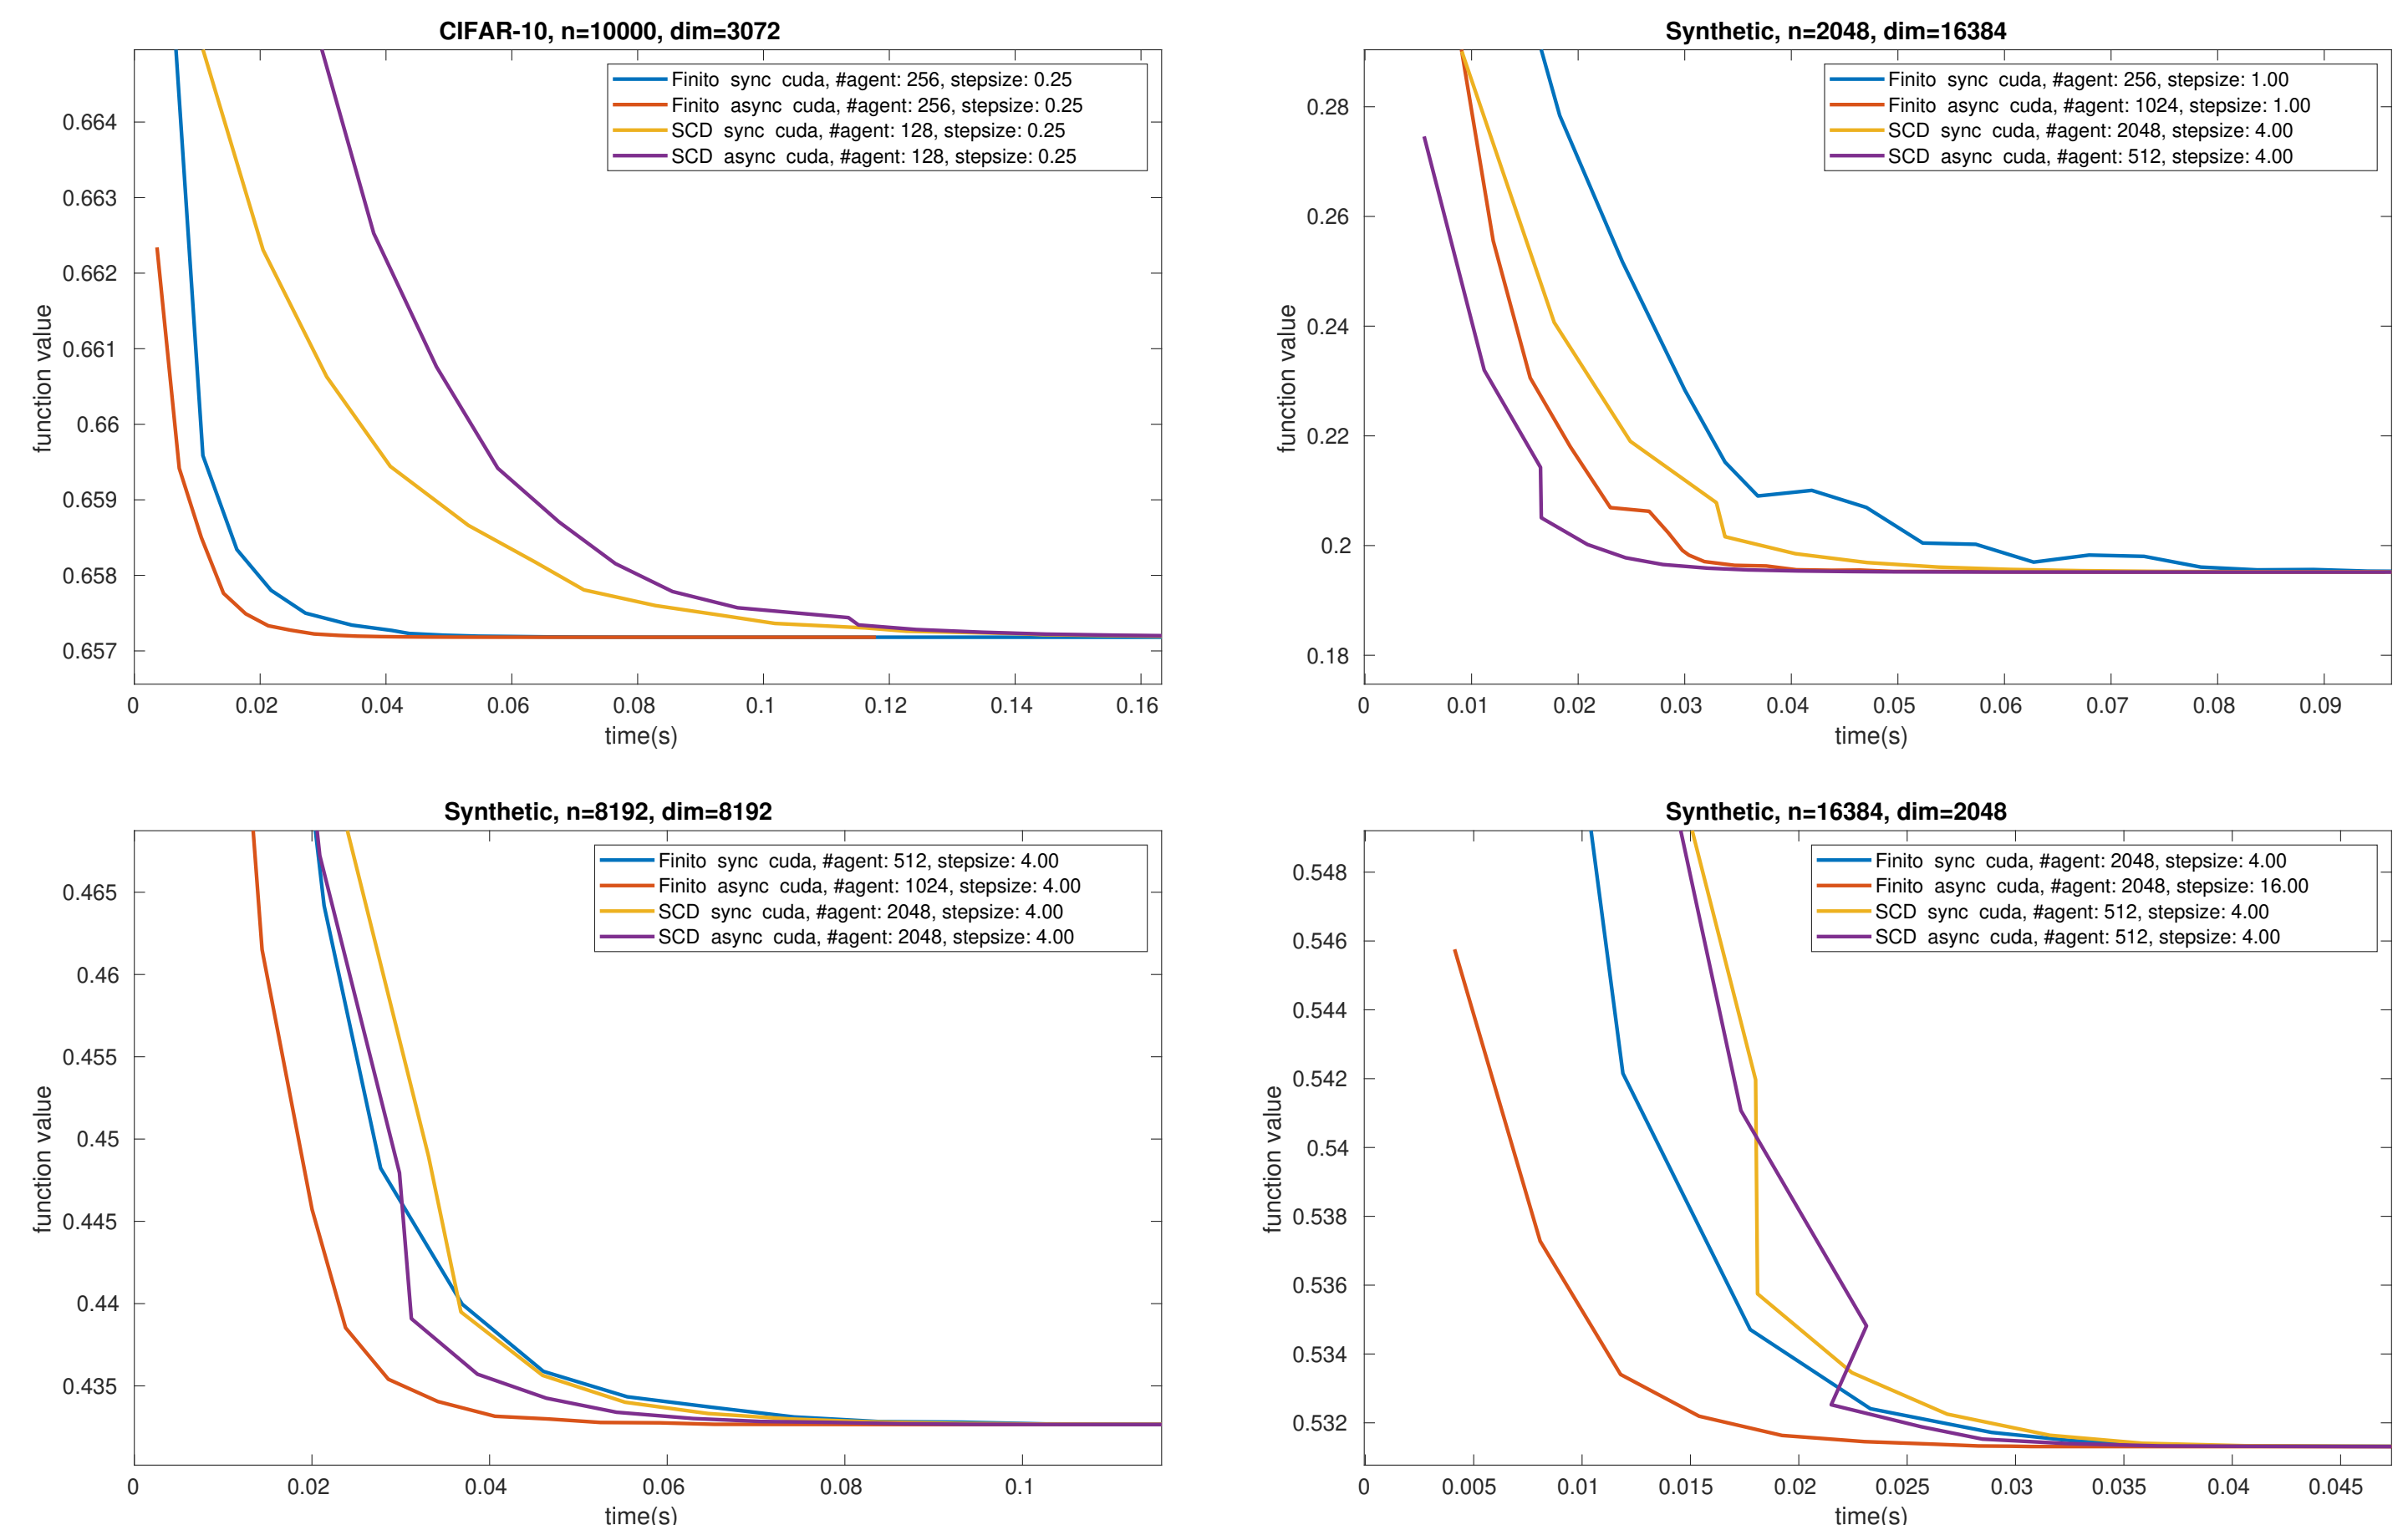 CIFAR-10, n=10000, dim=3072
Finito sync cuda, #agent: 256, stepsize: 0.25
Finito async cuda, #agent: 256, stepsize: 0.25
SCD sync cuda, #agent: 128, stepsize: 0.25
SCD async cuda, #agent: 128, stepsize: 0.25
0.664
0.663
0.662
0.661
0.66
0.659
0.658
0.657
function value
0 0.02 0.04 0.06 0.08 0.1 0.12 0.14 0.16
time(s)
Synthetic, n=2048, dim=16384
Finito sync cuda, #agent: 256, stepsize: 1.00
Finito async cuda, #agent: 1024, stepsize: 1.00
SCD sync cuda, #agent: 2048, stepsize: 4.00
SCD async cuda, #agent: 512, stepsize: 4.00
0.28
0.26
0.24
0.22
0.2
0.18
function value
0 0.01 0.02 0.03 0.04 0.05 0.06 0.07 0.08 0.09
time(s)
Synthetic, n=8192, dim=8192
Finito sync cuda, #agent: 512, stepsize: 4.00
Finito async cuda, #agent: 1024, stepsize: 4.00
SCD sync cuda, #agent: 2048, stepsize: 4.00
SCD async cuda, #agent: 2048, stepsize: 4.00
0.465
0.46
0.455
0.45
0.445
0.44
0.435
function value
0 0.02 0.04 0.06 0.08 0.1
time(s)
Synthetic, n=16384, dim=2048
Finito sync cuda, #agent: 2048, stepsize: 4.00
Finito async cuda, #agent: 2048, stepsize: 16.00
SCD sync cuda, #agent: 512, stepsize: 4.00
SCD async cuda, #agent: 512, stepsize: 4.00
0.548
0.546
0.544
0.542
0.54
0.538
0.536
0.534
0.532
function value
0 0.005 0.01 0.015 0.02 0.025 0.03 0.035 0.04 0.045
time(s)